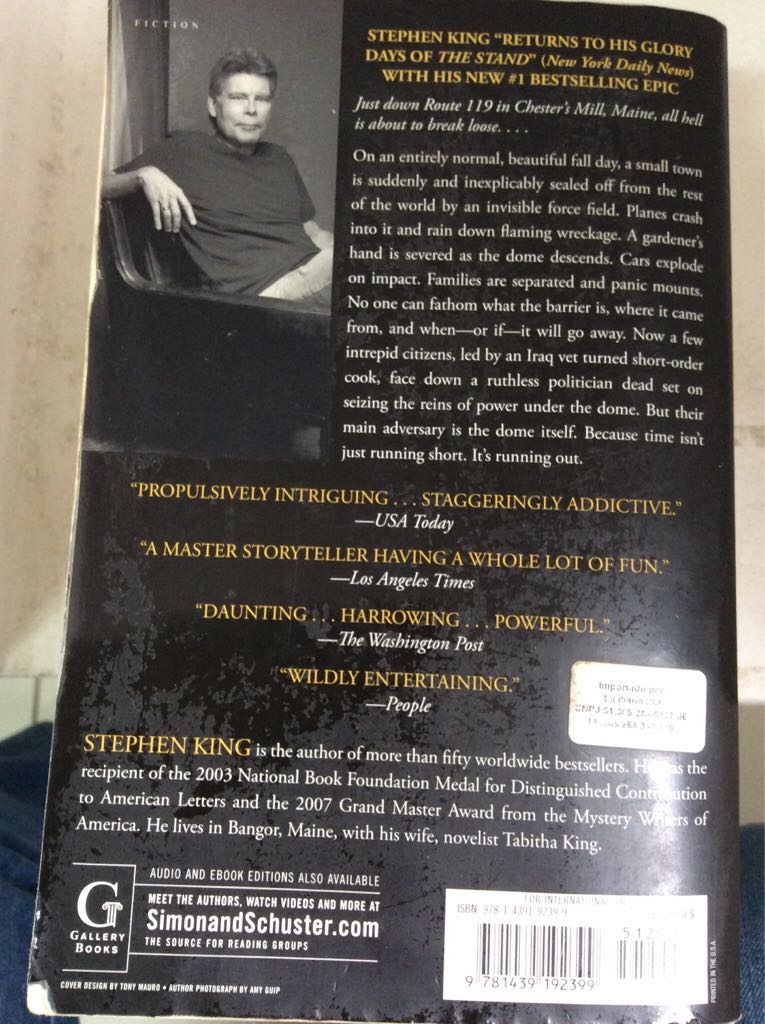 FICTION
STEPHEN KING “RETURNS TO HIS GLORY
DAYS OF THE STAND” (New York Daily News)
WITH HIS NEW #1 BESTSELLING EPIC
Just down Route 119 in Chester's Mill, Maine, all hell
is about to break loose. . . .
On an entirely normal, beautiful fall day, a small town
is suddenly and inexplicably sealed off from the rest
of the world by an invisible force field. Planes crash
into it and rain down flaming wreckage. A gardener's
hand is severed as the dome descends. Cars explode
on impact. Families are separated and panic mounts.
No one can fathom what the barrier is, where it came
from, and when—or if—it will go away. Now a few
intrepid citizens, led by an Iraq vet turned short-order
cook, face down a ruthless politician dead set on
seizing the reins of power under the dome. But their
main adversary is the dome itself. Because time isn't
just running short. It's running out.
“PROPULSIVELY INTRIGUING . . . STAGGERINGLY ADDICTIVE.”
—USA Today
“A MASTER STORYTELLER HAVING A WHOLE LOT OF FUN.”
—Los Angeles Times
“DAUNTING . . . HARROWING . . . POWERFUL.”
—The Washington Post
“WILDLY ENTERTAINING.”
—People
Importado por
STEPHEN KING is the author of more than fifty worldwide bestsellers. He was the
recipient of the 2003 National Book Foundation Medal for Distinguished Contribution
to American Letters and the 2007 Grand Master Award from the Mystery Writers of
America. He lives in Bangor, Maine, with his wife, novelist Tabitha King.
G
GALLERY
BOOKS
AUDIO AND EBOOK EDITIONS ALSO AVAILABLE
MEET THE AUTHORS, WATCH VIDEOS AND MORE AT
SimonandSchuster.com
THE SOURCE FOR READING GROUPS
COVER DESIGN BY TONY MAURO • AUTHOR PHOTOGRAPH BY AMY GUIP
FOR INTERNATIONAL
ISBN 978-1-4391-9239-9
U.S
9 781439 192399
PRINTED IN THE U.S.A.